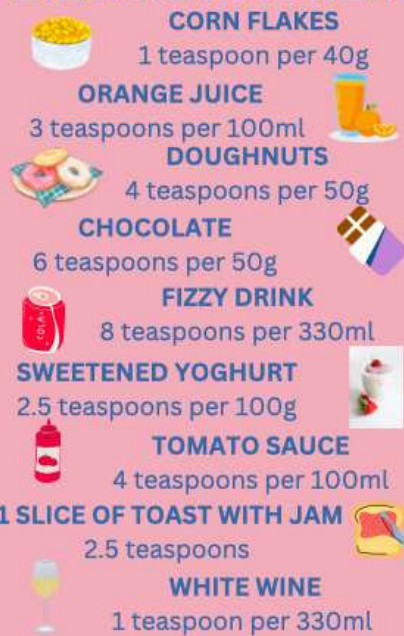 CORN FLAKES
1 teaspoon per 40g
ORANGE JUICE
3 teaspoons per 100ml
DOUGHNUTS
4 teaspoons per 50g
CHOCOLATE
6 teaspoons per 50g
FIZZY DRINK
COLA
8 teaspoons per 330ml
SWEETENED YOGHURT
2.5 teaspoons per 100g
TOMATO SAUCE
4 teaspoons per 100ml
1 SLICE OF TOAST WITH JAM
2.5 teaspoons
WHITE WINE
1 teaspoon per 330ml